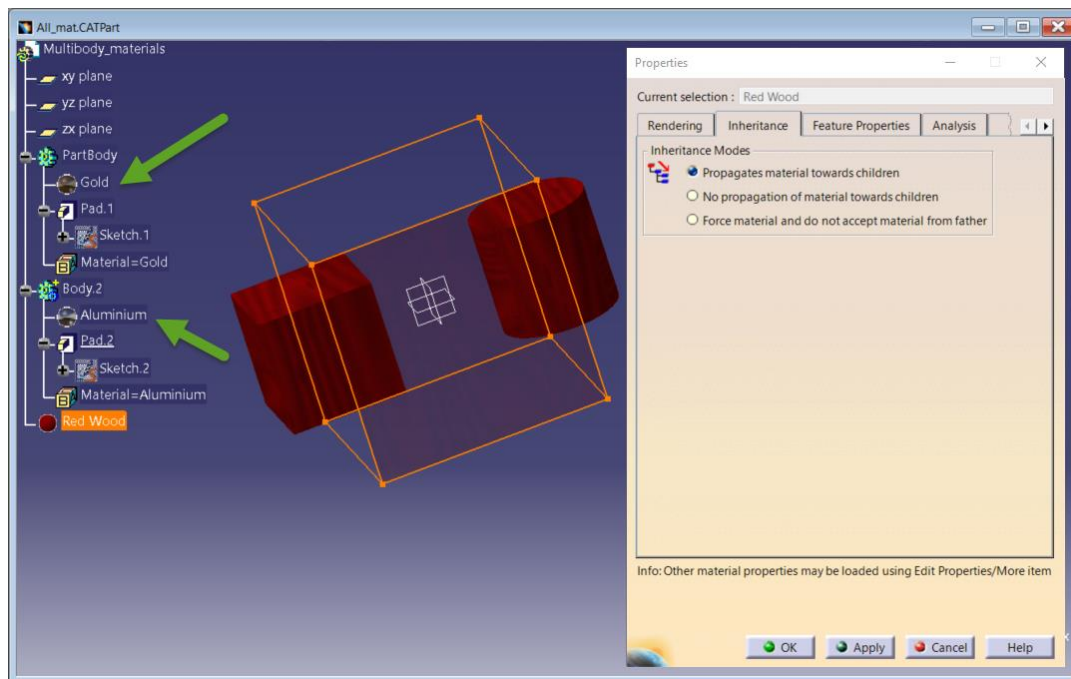 All_mat.CATPart
Multibody_materials
xy plane
yz plane
zx plane
PartBody
Gold
Pad.1
Sketch.1
Material=Gold
Body.2
Aluminium
Pad.2
Sketch.2
Material=Aluminium
Red Wood
Properties
Current selection : Red Wood
Rendering Inheritance Feature Properties Analysis
Inheritance Modes
Propagates material towards children
No propagation of material towards children
Force material and do not accept material from father
Info: Other material properties may be loaded using Edit Properties/More item
OK Apply Cancel Help